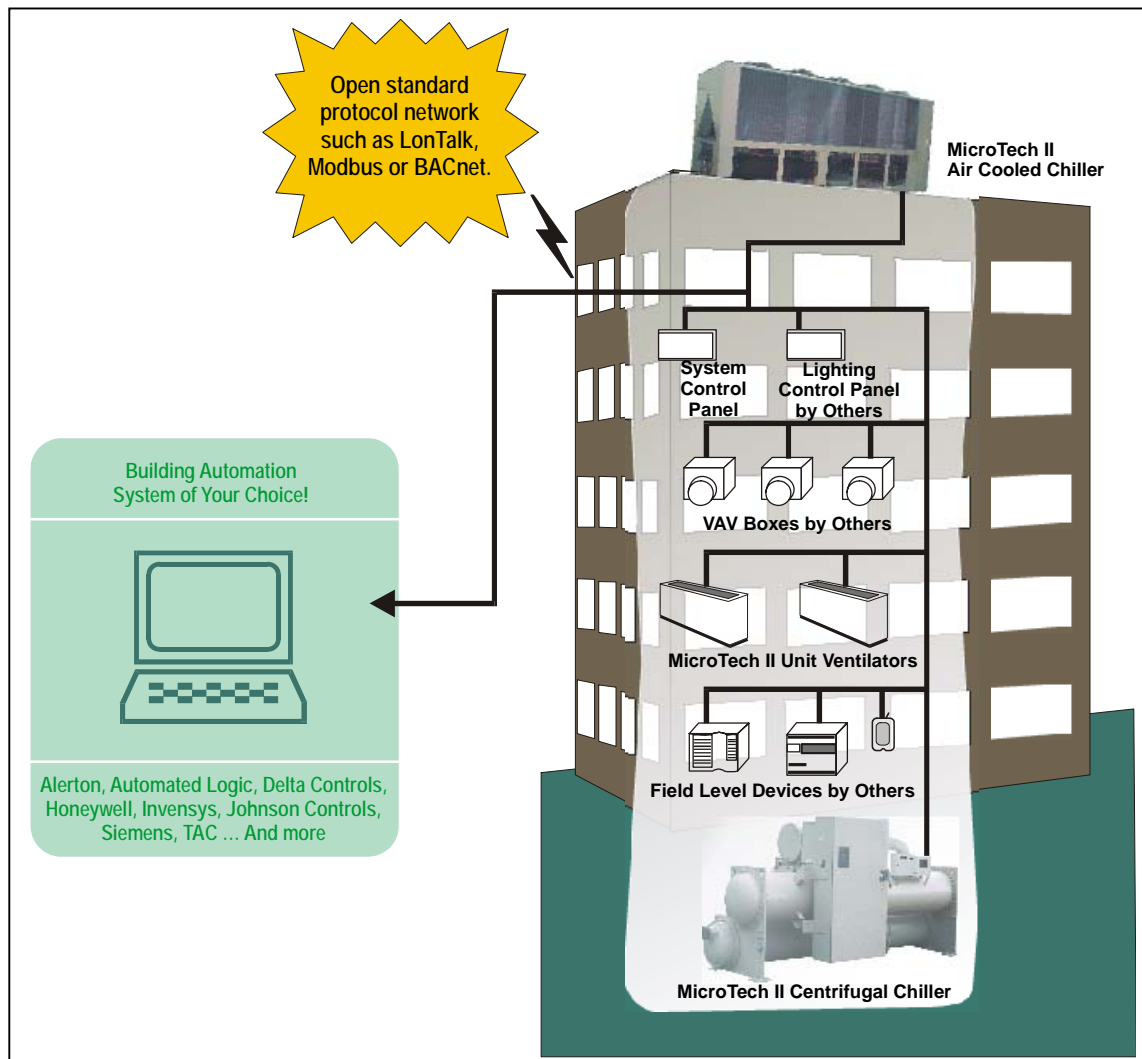 Open standard
protocol network
such as LonTalk,
Modbus or BACnet.
MicroTech II
Air Cooled Chiller
System
Control
Panel
Lighting
Control Panel
by Others
VAV Boxes by Others
Building Automation
System of Your Choice!
MicroTech II Unit Ventilators
Alerton, Automated Logic, Delta Controls,
Honeywell, Invensys, Johnson Controls,
Siemens, TAC … And more
Field Level Devices by Others
MicroTech II Centrifugal Chiller